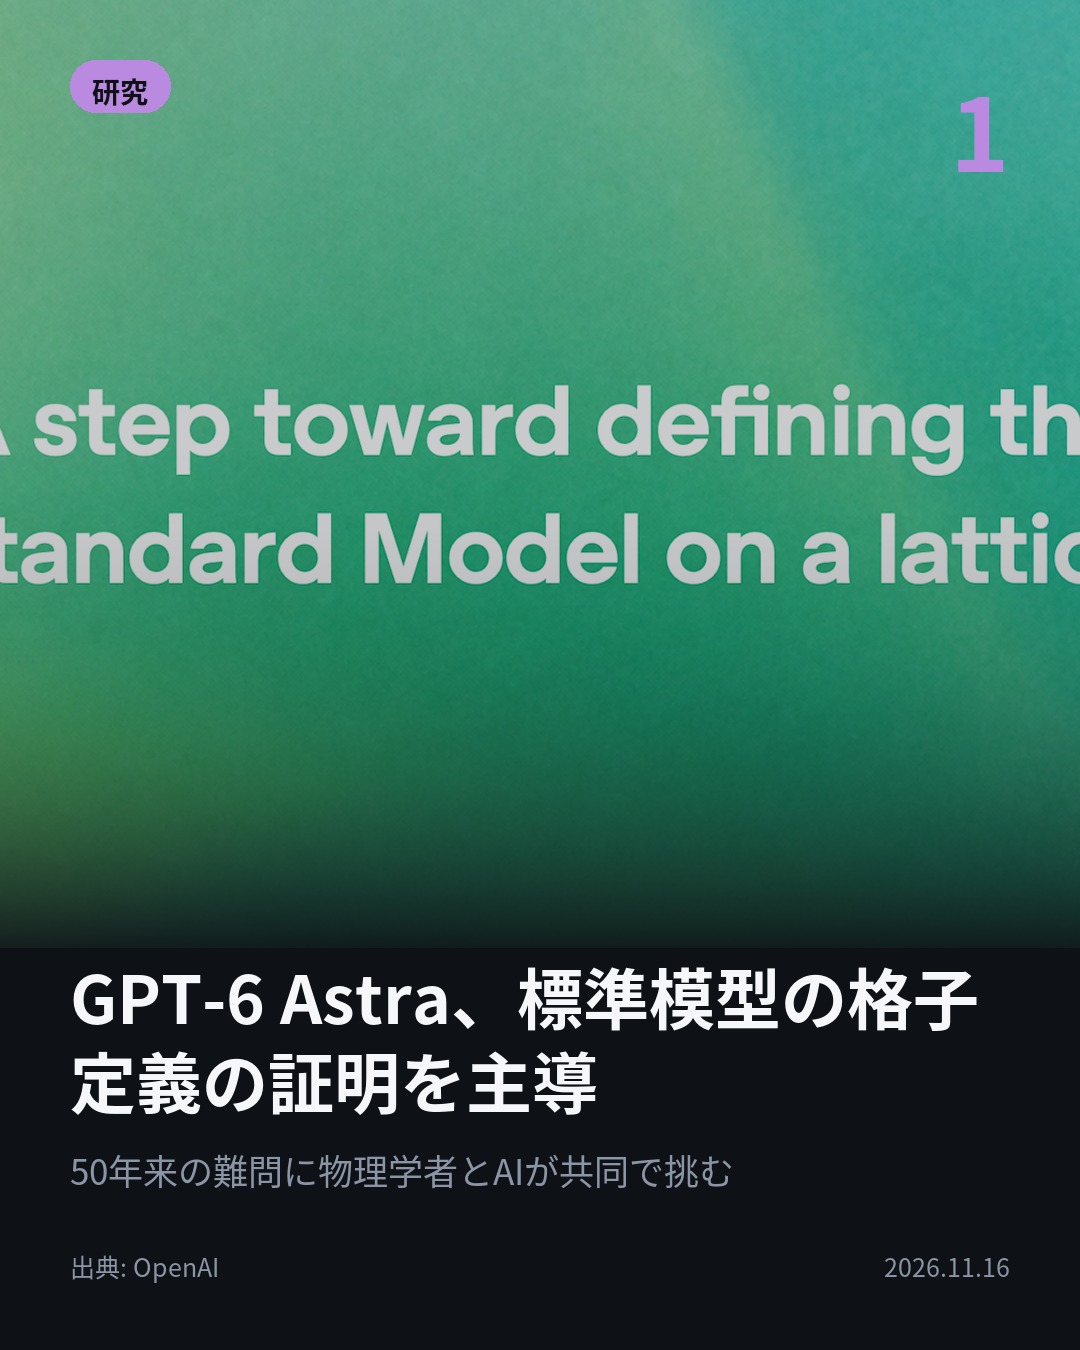 研究
1
A step toward defining th
tandard Model on a lattic
GPT-6 Astra、標準模型の格子
定義の証明を主導
50年来の難問に物理学者とAIが共同で挑む
出典: OpenAI
2026.11.16